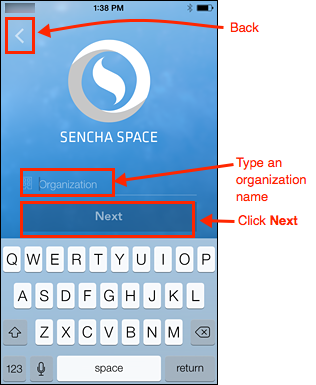 1:38 PM
Back
SENCHA SPACE
Type an
organization
name
Organization
Next
Click Next
Q W E R T Y U I O P
A S D F G H J K L
Z X C V B N M
123 space return